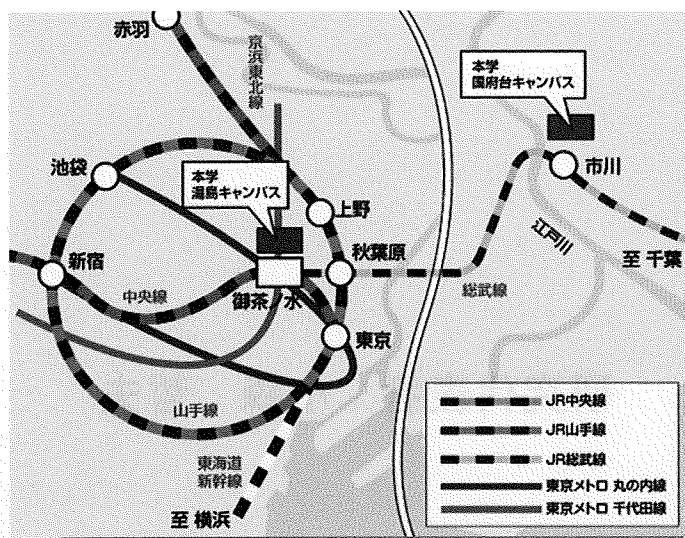 赤羽
京浜東北線
本学
国府台キャンパス
池袋
本学
湯島キャンパス
市川
上野
江戸川
新宿
秋葉原
至 千葉
中央線
御茶ノ水
総武線
東京
山手線
JR中央線
JR山手線
東海道
新幹線
JR総武線
東京メトロ 丸の内線
至 横浜
東京メトロ 千代田線